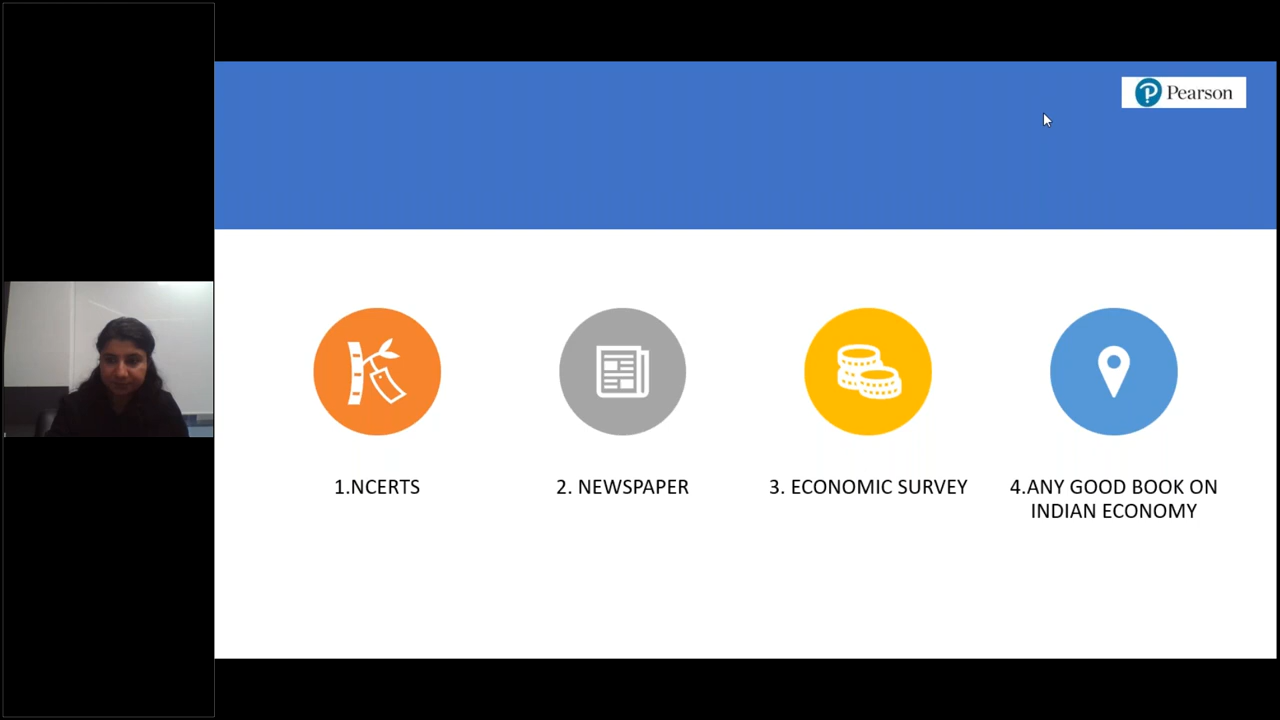 Pearson
1.NCERTS
2. NEWSPAPER
3. ECONOMIC SURVEY
4.ANY GOOD BOOK ON
INDIAN ECONOMY